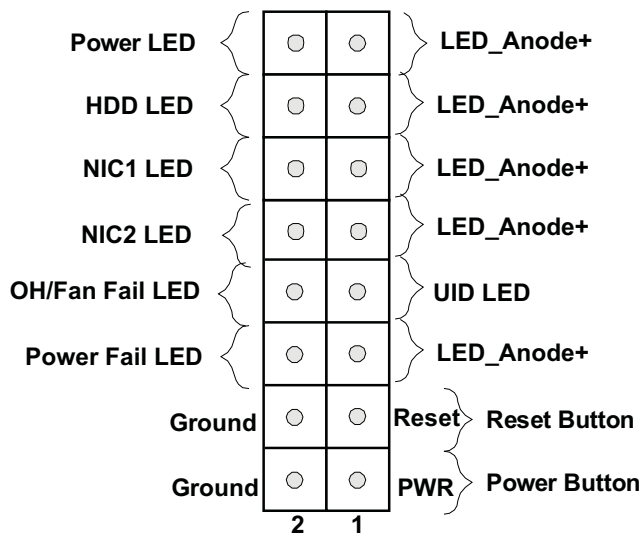 Power LED LED_Anode+
HDD LED LED_Anode+
NIC1 LED LED_Anode+
NIC2 LED LED_Anode+
OH/Fan Fail LED UID LED
Power Fail LED LED_Anode+
Ground Reset Reset Button
Ground PWR Power Button
2 1